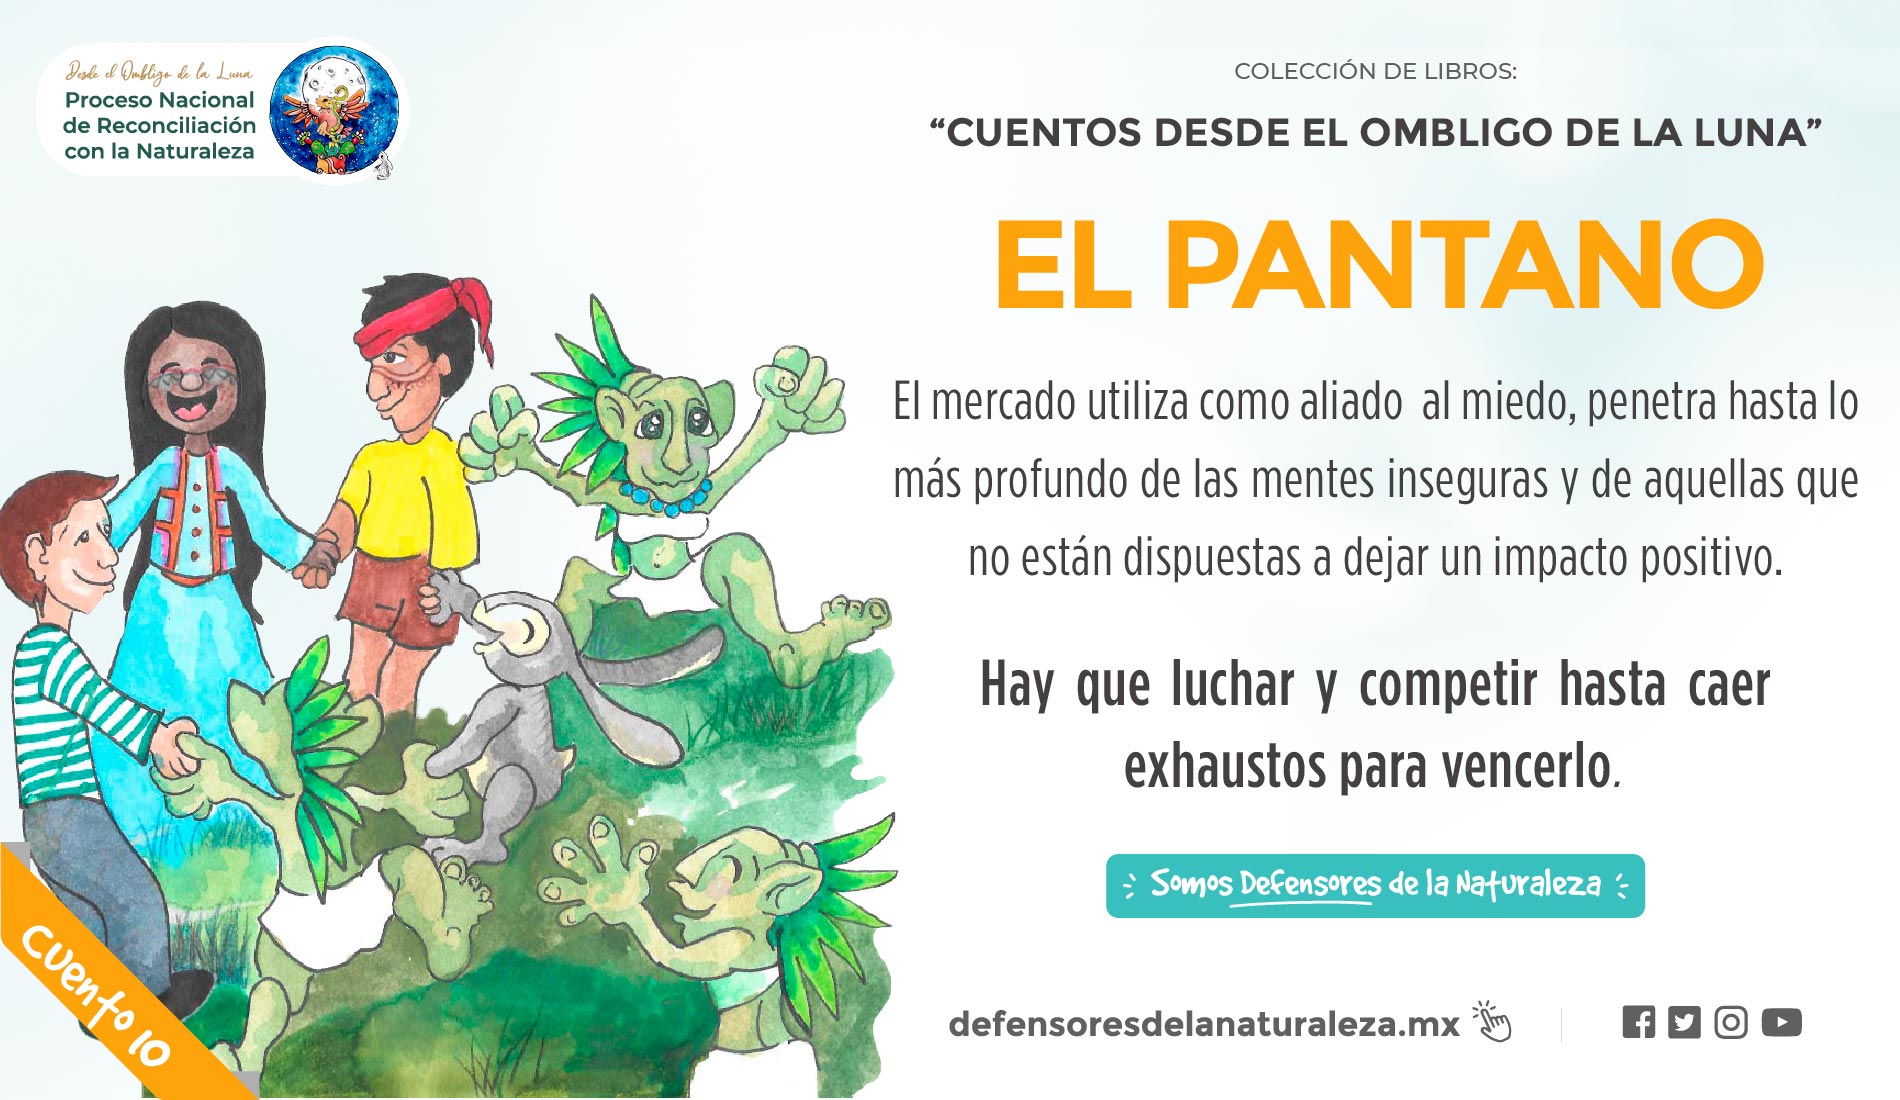 Desde el Ombligo de la Luna
Proceso Nacional
de Reconciliación
con la Naturaleza
COLECCIÓN DE LIBROS:
“CUENTOS DESDE EL OMBLIGO DE LA LUNA”
EL PANTANO
El mercado utiliza como aliado al miedo, penetra hasta lo
más profundo de las mentes inseguras y de aquellas que
no están dispuestas a dejar un impacto positivo.
Hay que luchar y competir hasta caer
exhaustos para vencerlo.
Somos Defensores de la Naturaleza
defensoresdelanaturaleza.mx
Cuento 10